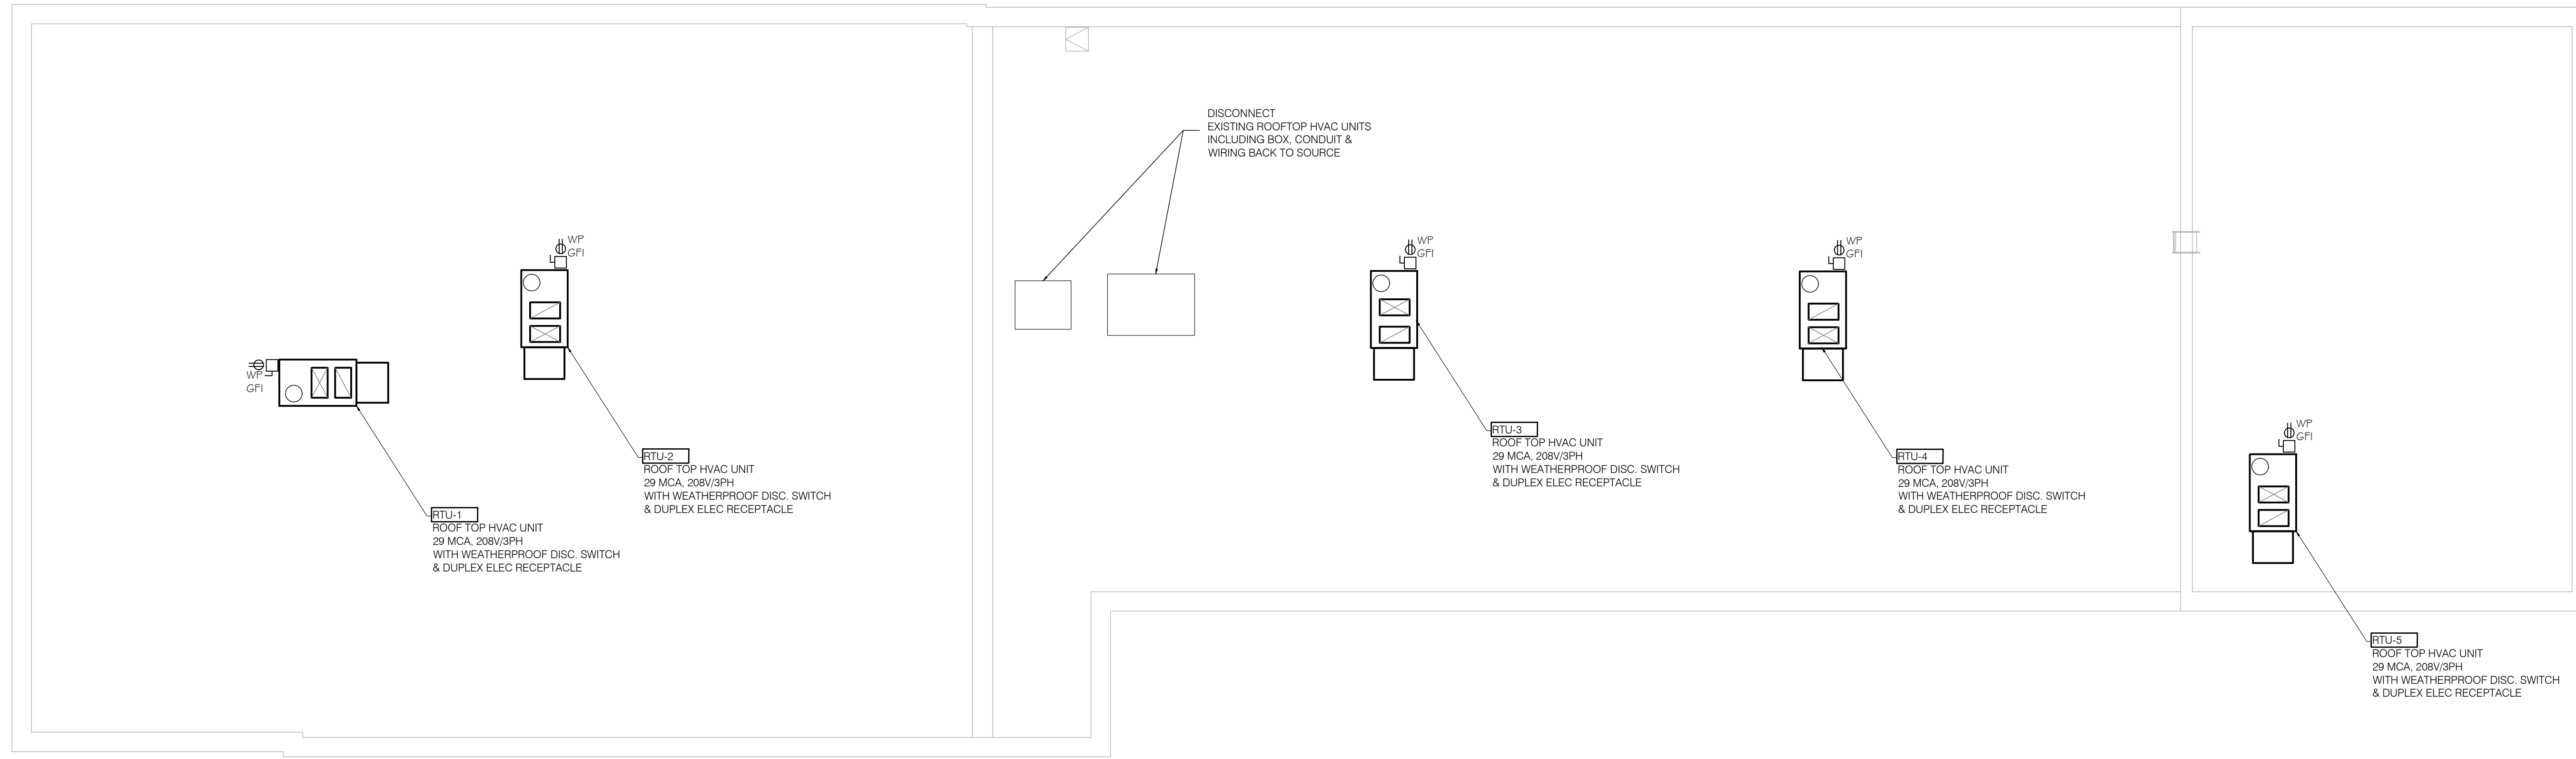 DISCONNECT
EXISTING ROOFTOP HVAC UNITS
INCLUDING BOX, CONDUIT &
WIRING BACK TO SOURCE
WP
GFI
WP
GFI
WP
GFI
WP
GFI
WP
GFI
RTU-1
ROOF TOP HVAC UNIT
29 MCA, 208V/3PH
WITH WEATHERPROOF DISC. SWITCH
& DUPLEX ELEC RECEPTACLE
RTU-2
ROOF TOP HVAC UNIT
29 MCA, 208V/3PH
WITH WEATHERPROOF DISC. SWITCH
& DUPLEX ELEC RECEPTACLE
RTU-3
ROOF TOP HVAC UNIT
29 MCA, 208V/3PH
WITH WEATHERPROOF DISC. SWITCH
& DUPLEX ELEC RECEPTACLE
RTU-4
ROOF TOP HVAC UNIT
29 MCA, 208V/3PH
WITH WEATHERPROOF DISC. SWITCH
& DUPLEX ELEC RECEPTACLE
RTU-5
ROOF TOP HVAC UNIT
29 MCA, 208V/3PH
WITH WEATHERPROOF DISC. SWITCH
& DUPLEX ELEC RECEPTACLE